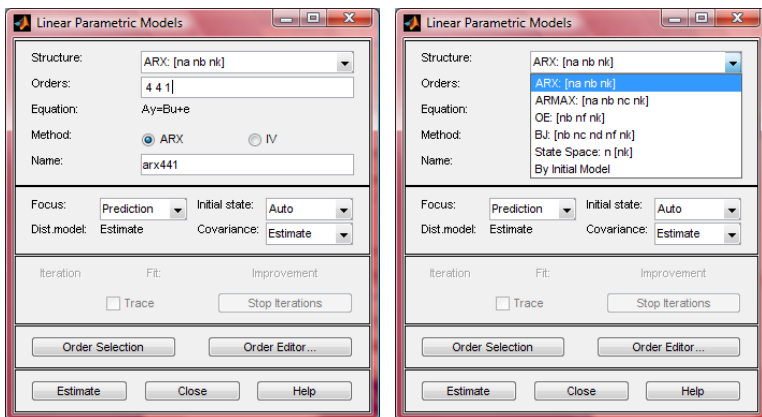 Linear Parametric Models
Structure: ARX: [na nb nk]
Orders: 4 4 1
Equation: Ay=Bu+e
Method: ARX IV
Name: arx441
Focus: Prediction Initial state: Auto
Dist.model: Estimate Covariance: Estimate
Iteration Fit: Improvement
Trace Stop Iterations
Order Selection Order Editor...
Estimate Close Help
Linear Parametric Models
Structure: ARX: [na nb nk]
Orders: ARX: [na nb nk]
ARMAX: [na nb nc nk]
Equation: OE: [nb nf nk]
Method: BJ: [nb nc nd nf nk]
State Space: n [nk]
Name: By Initial Model
Focus: Prediction Initial state: Auto
Dist.model: Estimate Covariance: Estimate
Iteration Fit: Improvement
Trace Stop Iterations
Order Selection Order Editor...
Estimate Close Help